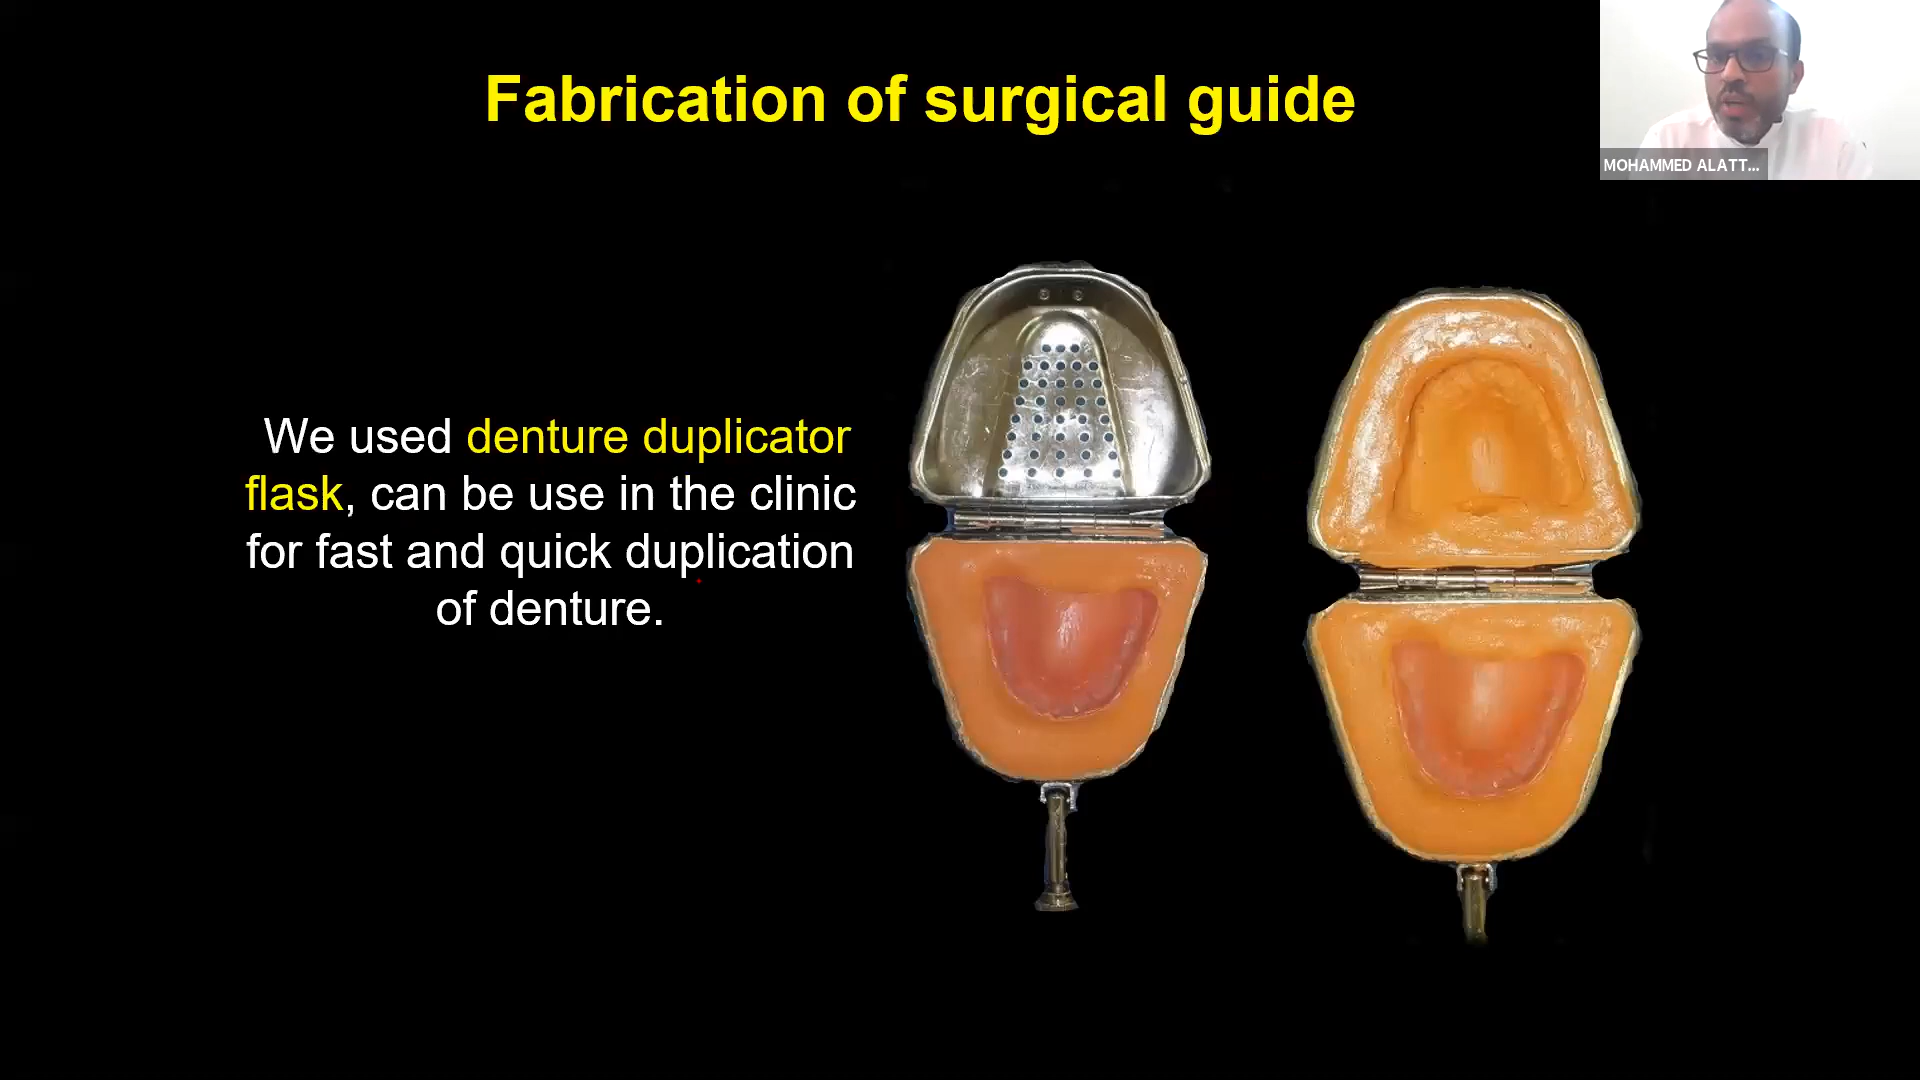 Fabrication of surgical guide
MOHAMMED ALATT...
We used denture duplicator
flask, can be use in the clinic
for fast and quick duplication
of denture.